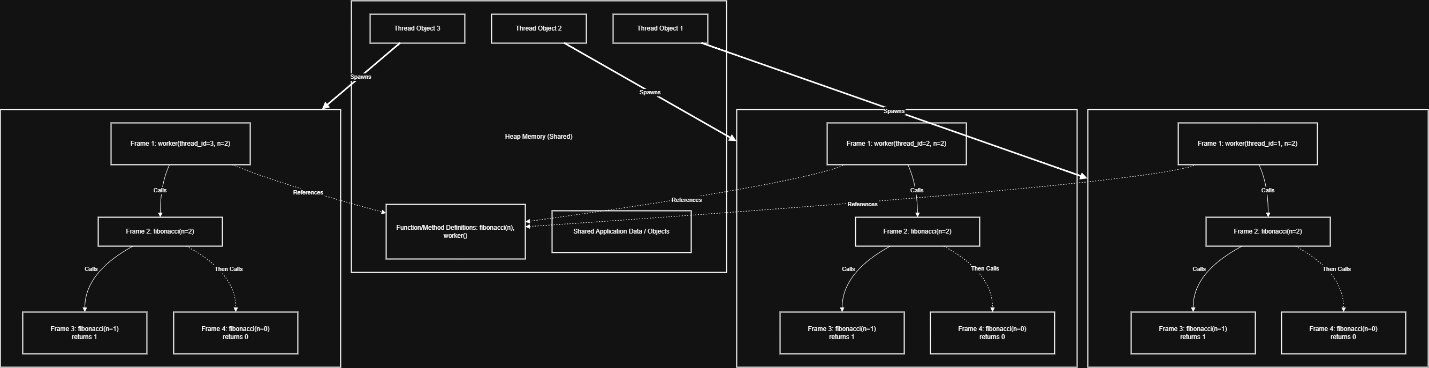 Thread Object 3
Thread Object 2
Thread Object 1
Spawns
Spawns
Spawns
Heap Memory (Shared)
Frame 1: worker(thread_id=3, n=2)
Frame 1: worker(thread_id=2, n=2)
Frame 1: worker(thread_id=1, n=2)
Calls
References
Calls
References
Calls
References
Function/Method Definitions: fibonacci(n),
worker()
Shared Application Data / Objects
Frame 2: fibonacci(n=2)
Frame 2: fibonacci(n=2)
Frame 2: fibonacci(n=2)
Calls
Then Calls
Calls
Then Calls
Calls
Then Calls
Frame 3: fibonacci(n=1)
returns 1
Frame 4: fibonacci(n=0)
returns 0
Frame 3: fibonacci(n=1)
returns 1
Frame 4: fibonacci(n=0)
returns 0
Frame 3: fibonacci(n=1)
returns 1
Frame 4: fibonacci(n=0)
returns 0